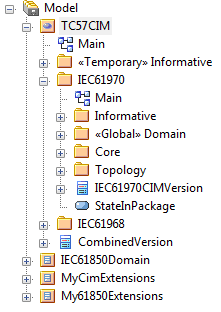 Model
TC57CIM
Main
«Temporary» Informative
IEC61970
Main
Informative
«Global» Domain
Core
Topology
IEC61970CIMVersion
StateInPackage
IEC61968
CombinedVersion
IEC61850Domain
MyCimExtensions
My61850Extensions